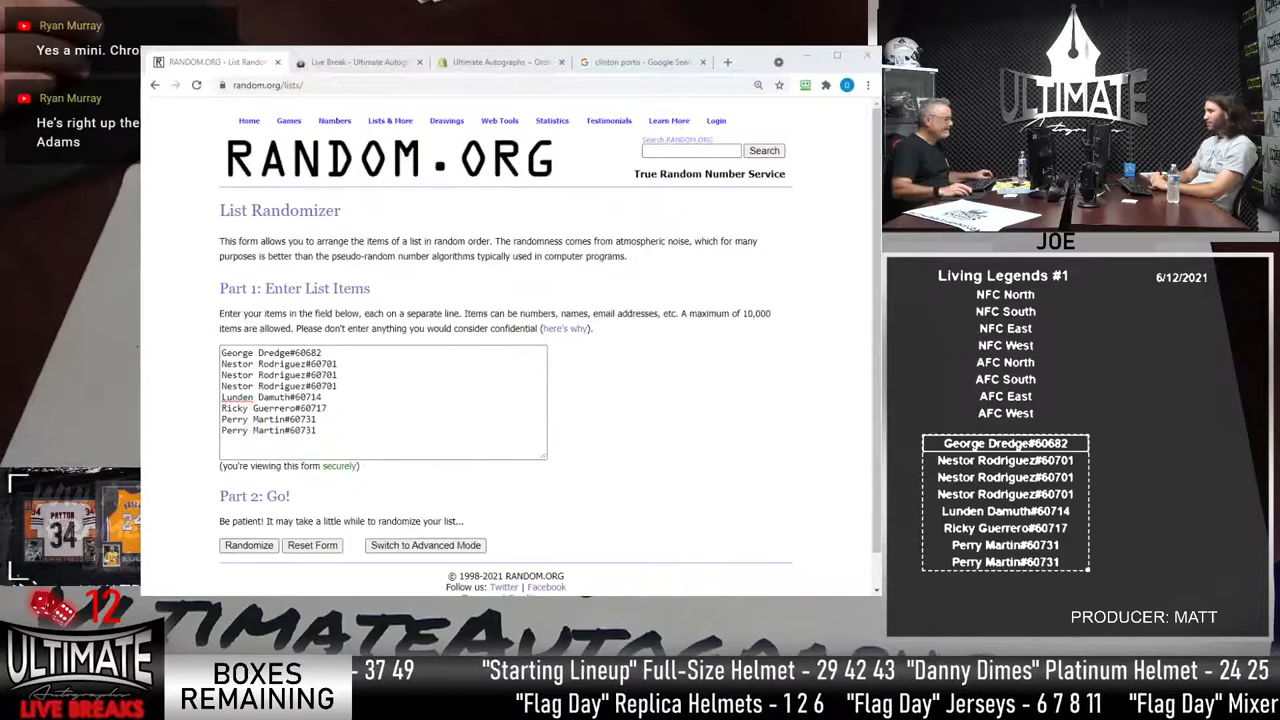 Ryan Murray
Yes a mini. Chro
Ryan Murray
He's right up the
Adams
RANDOM.ORG - List Randor
Live Break - Ultimate Autog
Ultimate Autographs ~ Ord
clinton portis - Google Sea
random.org/lists/
Home Games Numbers Lists & More Drawings Web Tools Statistics Testimonials Learn More Login
Search RANDOM.ORG
Search
RANDOM.ORG
True Random Number Service
List Randomizer
This form allows you to arrange the items of a list in random order. The randomness comes from atmospheric noise, which for many
purposes is better than the pseudo-random number algorithms typically used in computer programs.
Part 1: Enter List Items
Enter your items in the field below, each on a separate line. Items can be numbers, names, email addresses, etc. A maximum of 10,000
items are allowed. Please don't enter anything you would consider confidential (here's why).
George Dredge#60682
Nestor Rodriguez#60701
Nestor Rodriguez#60701
Nestor Rodriguez#60701
Lunden Damuth#60714
Ricky Guerrero#60717
Perry Martin#60731
Perry Martin#60731
(you're viewing this form securely)
Part 2: Go!
Be patient! It may take a little while to randomize your list...
Randomize Reset Form Switch to Advanced Mode
© 1998-2021 RANDOM.ORG
Follow us: Twitter | Facebook
ULTIMATE
JOE
Living Legends #1 6/12/2021
NFC North
NFC South
NFC East
NFC West
AFC North
AFC South
AFC East
AFC West
George Dredge#60682
Nestor Rodriguez#60701
Nestor Rodriguez#60701
Nestor Rodriguez#60701
Lunden Damuth#60714
Ricky Guerrero#60717
Perry Martin#60731
Perry Martin#60731
PRODUCER: MATT
PAYTON
34
24
12
ULTIMATE
Autographs
LIVE BREAKS
BOXES
REMAINING
- 37 49 "Starting Lineup" Full-Size Helmet - 29 42 43 "Danny Dimes" Platinum Helmet - 24 25
"Flag Day" Replica Helmets - 1 2 6 "Flag Day" Jerseys - 6 7 8 11 "Flag Day" Mixer